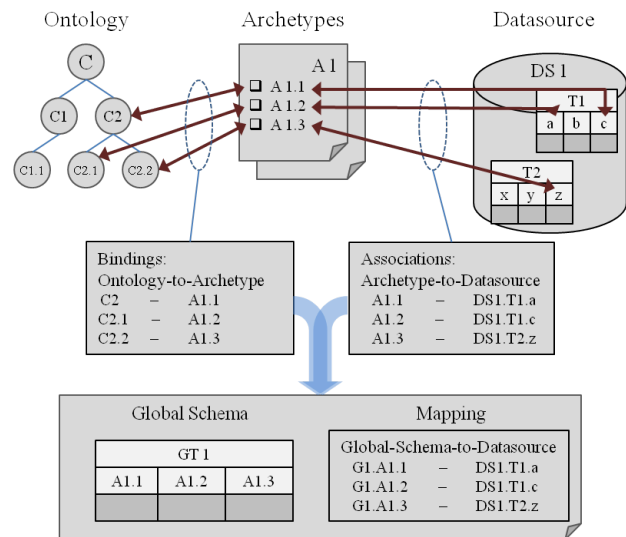 Ontology Archetypes Datasource
C
C1 C2
C1.1 C2.1 C2.2
A 1
❑ A 1.1
❑ A 1.2
❑ A 1.3
DS 1
T1
a b c
T2
x y z
Bindings:
Ontology-to-Archetype
C2 – A1.1
C2.1 – A1.2
C2.2 – A1.3
Associations:
Archetype-to-Datasource
A1.1 – DS1.T1.a
A1.2 – DS1.T1.c
A1.3 – DS1.T2.z
Global Schema
GT 1
A1.1 A1.2 A1.3
Mapping
Global-Schema-to-Datasource
G1.A1.1 – DS1.T1.a
G1.A1.2 – DS1.T1.c
G1.A1.3 – DS1.T2.z